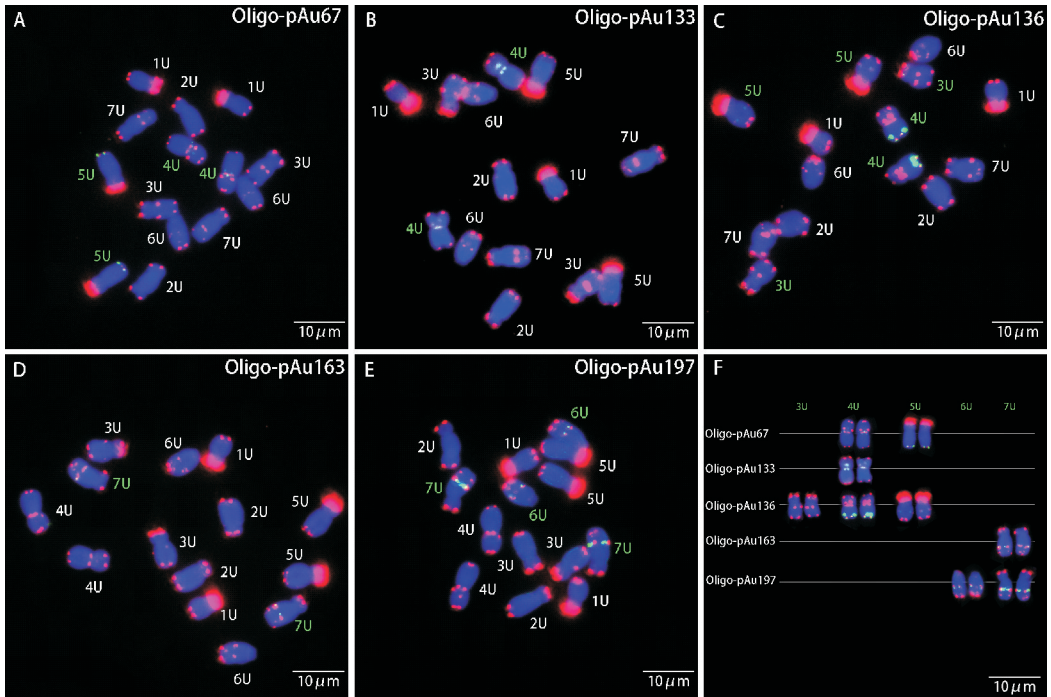 A
Oligo-pAu67
1U
2U
1U
7U
5U
4U
4U
3U
3U
6U
6U
7U
5U
2U
10 μm
B
Oligo-pAu133
4U
3U
5U
1U
6U
7U
2U
1U
4U
6U
7U
3U
5U
2U
10 μm
C
Oligo-pAu136
6U
5U
3U
5U
1U
1U
4U
6U
4U
7U
2U
7U
2U
3U
10 μm
D
Oligo-pAu163
3U
6U
1U
7U
4U
2U
5U
3U
5U
4U
2U
1U
7U
6U
10 μm
E
Oligo-pAu197
6U
2U
1U
5U
7U
5U
6U
4U
3U
7U
4U
1U
2U
10 μm
F
3U 4U 5U 6U 7U
Oligo-pAu67
Oligo-pAu133
Oligo-pAu136
Oligo-pAu163
Oligo-pAu197
10 μm